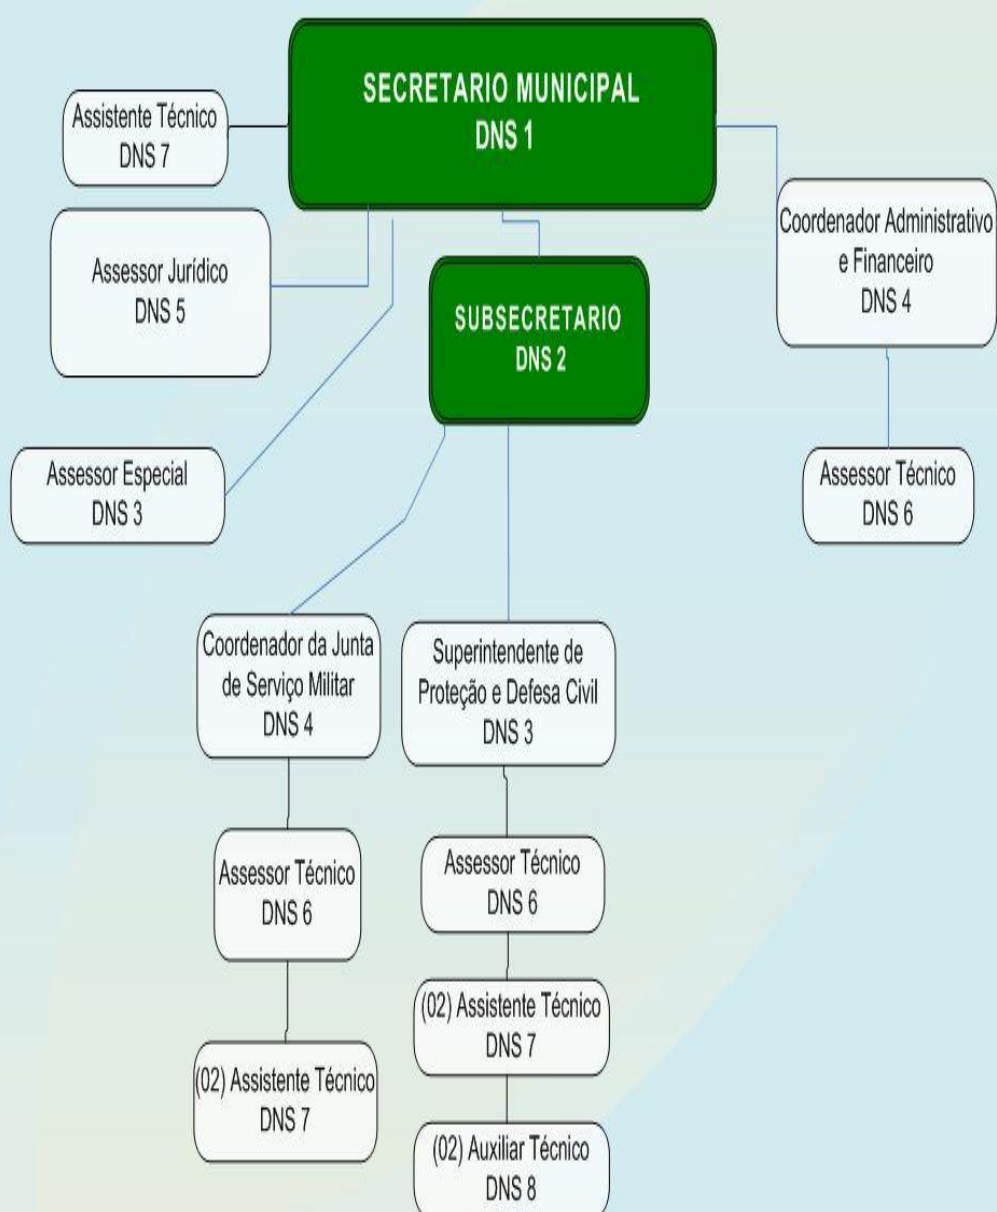 SECRETARIO MUNICIPAL
DNS 1
Assistente Técnico
DNS 7
Assessor Jurídico
DNS 5
Coordenador Administrativo
e Financeiro
DNS 4
SUBSECRETARIO
DNS 2
Assessor Especial
DNS 3
Assessor Técnico
DNS 6
Coordenador da Junta
de Serviço Militar
DNS 4
Superintendente de
Proteção e Defesa Civil
DNS 3
Assessor Técnico
DNS 6
Assessor Técnico
DNS 6
(02) Assistente Técnico
DNS 7
(02) Assistente Técnico
DNS 7
(02) Auxiliar Técnico
DNS 8